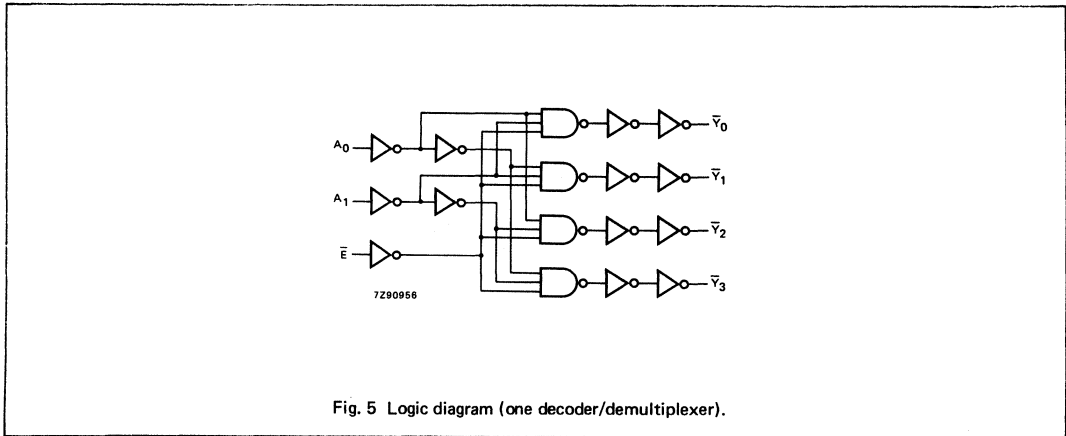 A0
A1
E̅
7Z90956
Y̅0
Y̅1
Y̅2
Y̅3
Fig. 5 Logic diagram (one decoder/demultiplexer).